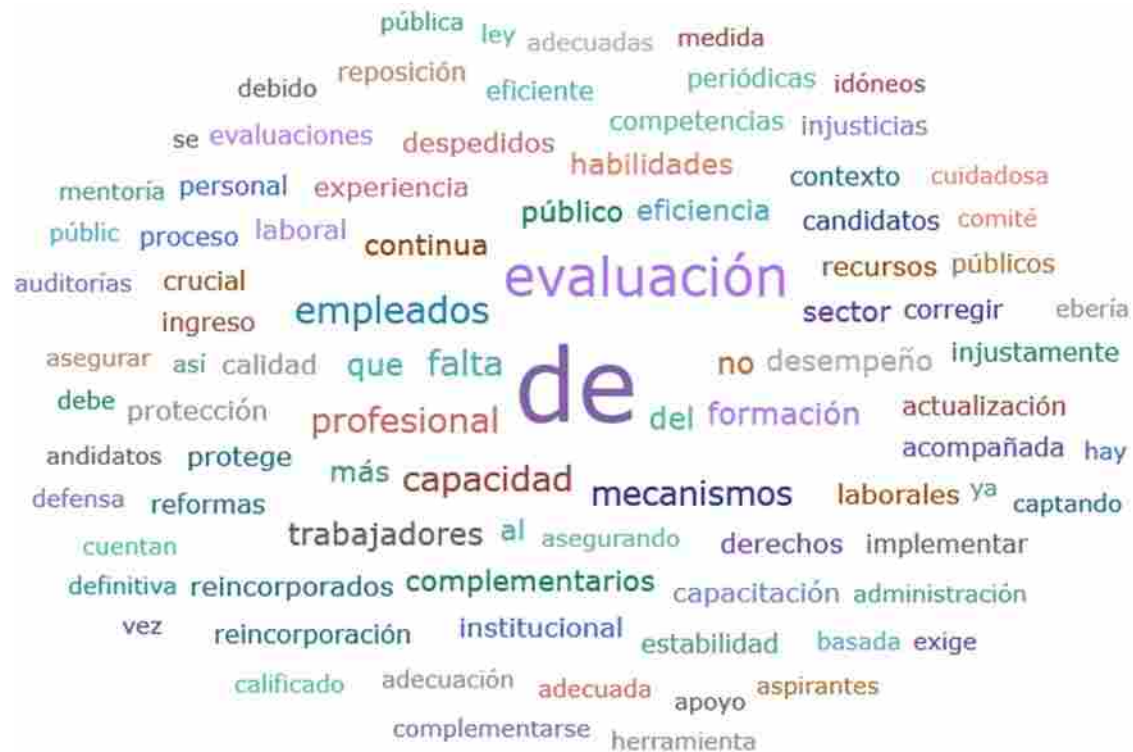 pública ley adecuadas medida
debido reposición eficiente periódicas idóneos
se evaluaciones despedidos competencias injusticias
mentoría personal experiencia habilidades contexto cuidadosa
públic proceso laboral continua público eficiencia candidatos comité
auditorías crucial evaluación recursos públicos
ingreso empleados sector corregir ebería
asegurar así calidad que falta de no desempeño injustamente
debe protección profesional del formación actualización
andidatos protege más capacidad acompañada hay
defensa reformas mecanismos laborales ya captando
cuentan trabajadores al asegurando derechos implementar
definitiva reincorporados complementarios capacitación administración
vez reincorporación institucional estabilidad basada exige
calificado adecuación adecuada apoyo aspirantes
complementarse herramienta